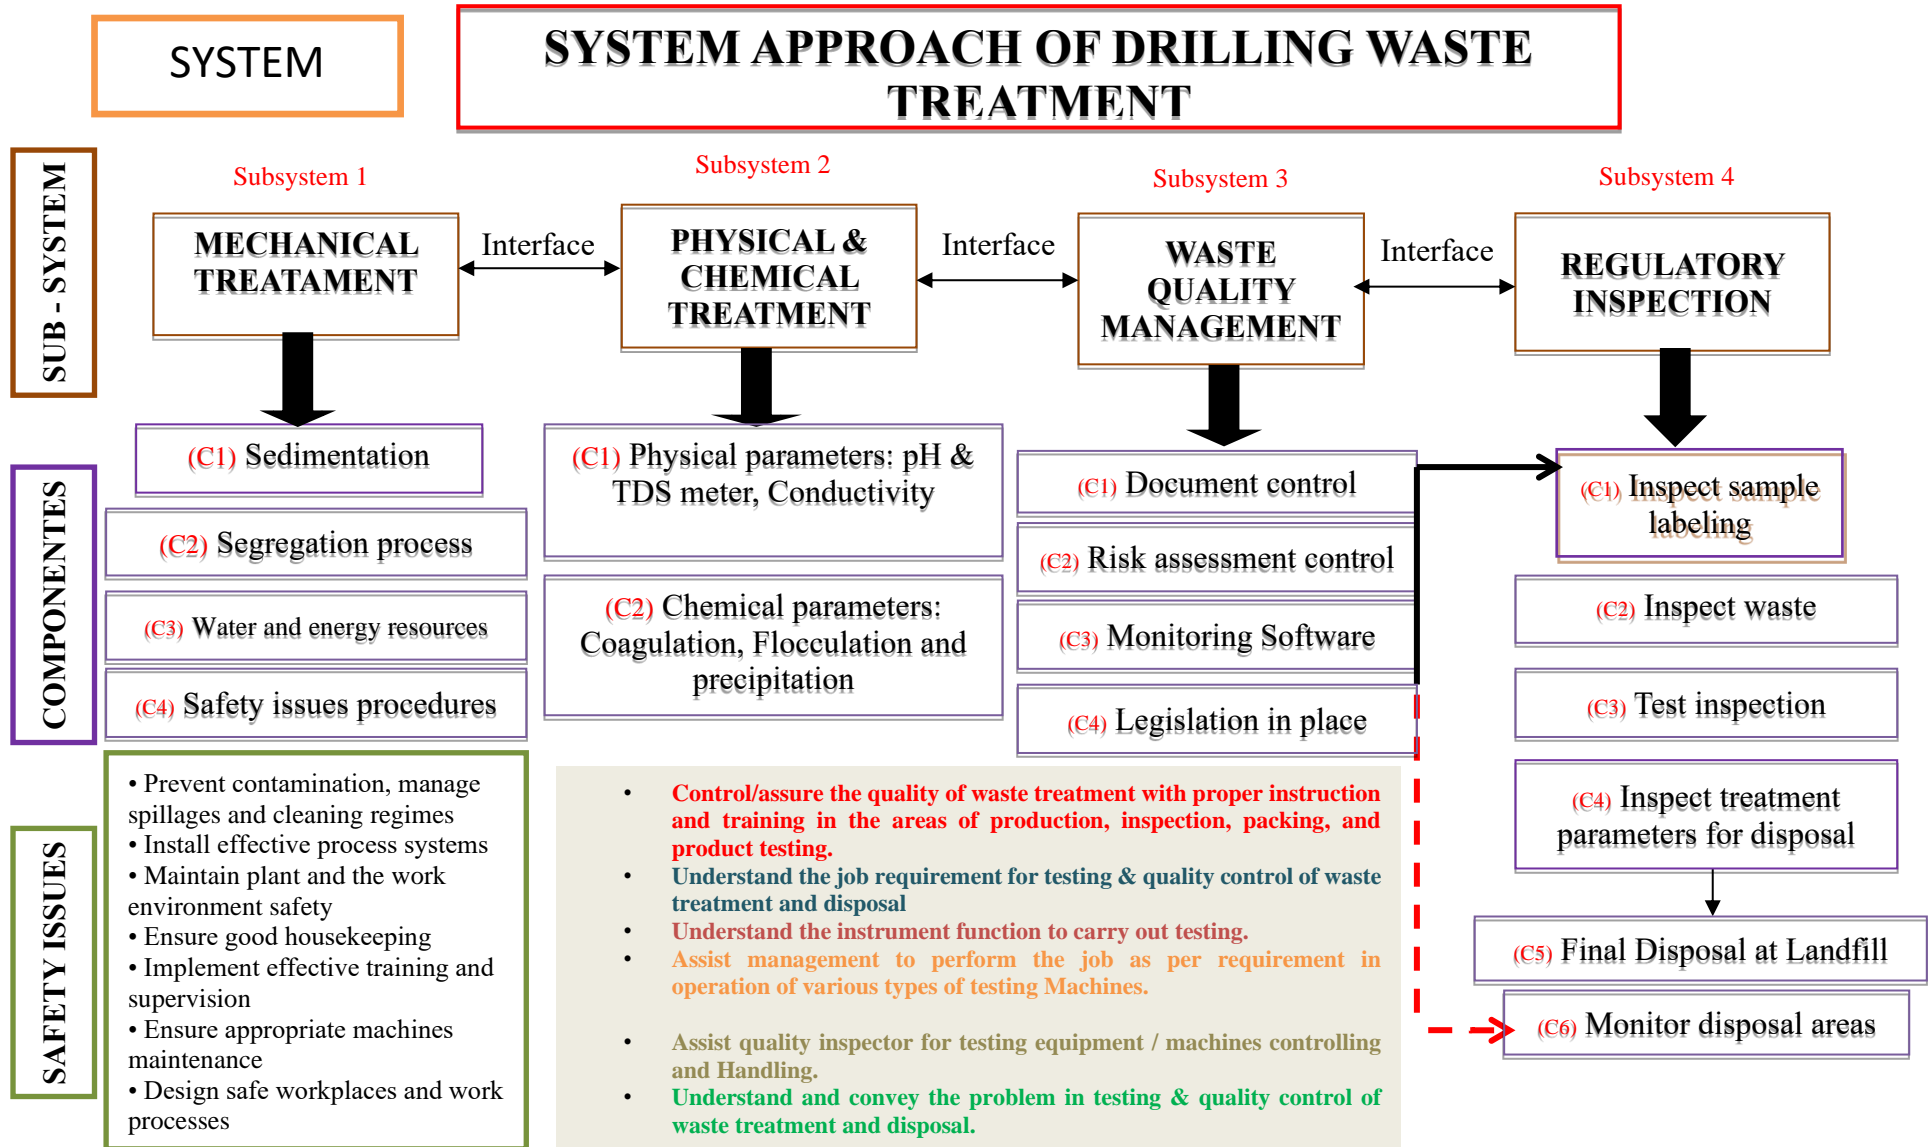 SYSTEM
SYSTEM APPROACH OF DRILLING WASTE
TREATMENT
SUB - SYSTEM
Subsystem 1
Subsystem 2
Subsystem 3
Subsystem 4
MECHANICAL
TREATAMENT
Interface
PHYSICAL &
CHEMICAL
TREATMENT
Interface
WASTE
QUALITY
MANAGEMENT
Interface
REGULATORY
INSPECTION
COMPONENTES
(C1) Sedimentation
(C2) Segregation process
(C3) Water and energy resources
(C4) Safety issues procedures
(C1) Physical parameters: pH &
TDS meter, Conductivity
(C2) Chemical parameters:
Coagulation, Flocculation and
precipitation
(C1) Document control
(C2) Risk assessment control
(C3) Monitoring Software
(C4) Legislation in place
(C1) Inspect sample
labeling
(C2) Inspect waste
(C3) Test inspection
(C4) Inspect treatment
parameters for disposal
(C5) Final Disposal at Landfill
(C6) Monitor disposal areas
SAFETY ISSUES
• Prevent contamination, manage
spillages and cleaning regimes
• Install effective process systems
• Maintain plant and the work
environment safety
• Ensure good housekeeping
• Implement effective training and
supervision
• Ensure appropriate machines
maintenance
• Design safe workplaces and work
processes
• Control/assure the quality of waste treatment with proper instruction
and training in the areas of production, inspection, packing, and
product testing.
• Understand the job requirement for testing & quality control of waste
treatment and disposal
• Understand the instrument function to carry out testing.
• Assist management to perform the job as per requirement in
operation of various types of testing Machines.
• Assist quality inspector for testing equipment / machines controlling
and Handling.
• Understand and convey the problem in testing & quality control of
waste treatment and disposal.